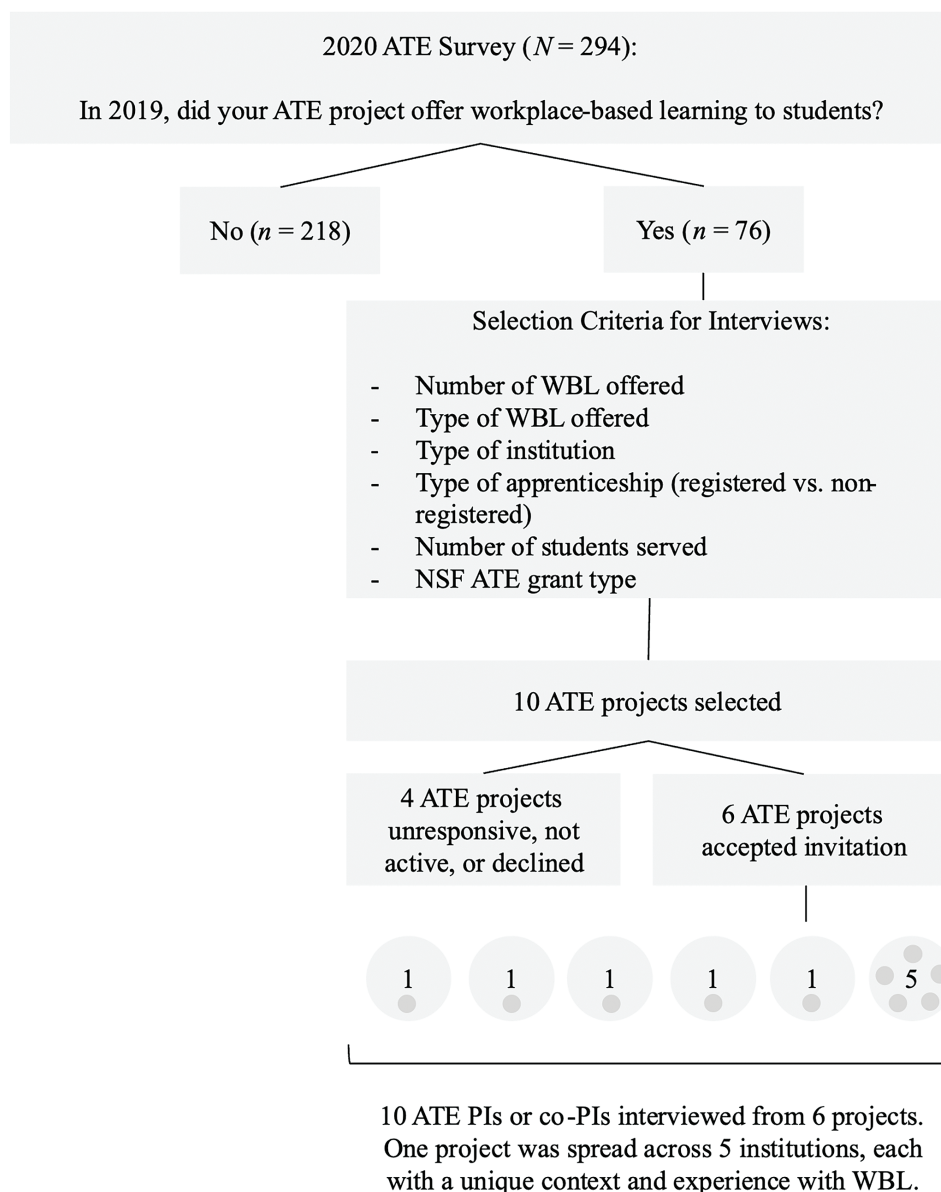 2020 ATE Survey (N = 294):
In 2019, did your ATE project offer workplace-based learning to students?
No (n = 218)
Yes (n = 76)
Selection Criteria for Interviews:
- Number of WBL offered
- Type of WBL offered
- Type of institution
- Type of apprenticeship (registered vs. non-
registered)
- Number of students served
- NSF ATE grant type
10 ATE projects selected
4 ATE projects
unresponsive, not
active, or declined
6 ATE projects
accepted invitation
1 1 1 1 1 5
10 ATE PIs or co-PIs interviewed from 6 projects.
One project was spread across 5 institutions, each
with a unique context and experience with WBL.